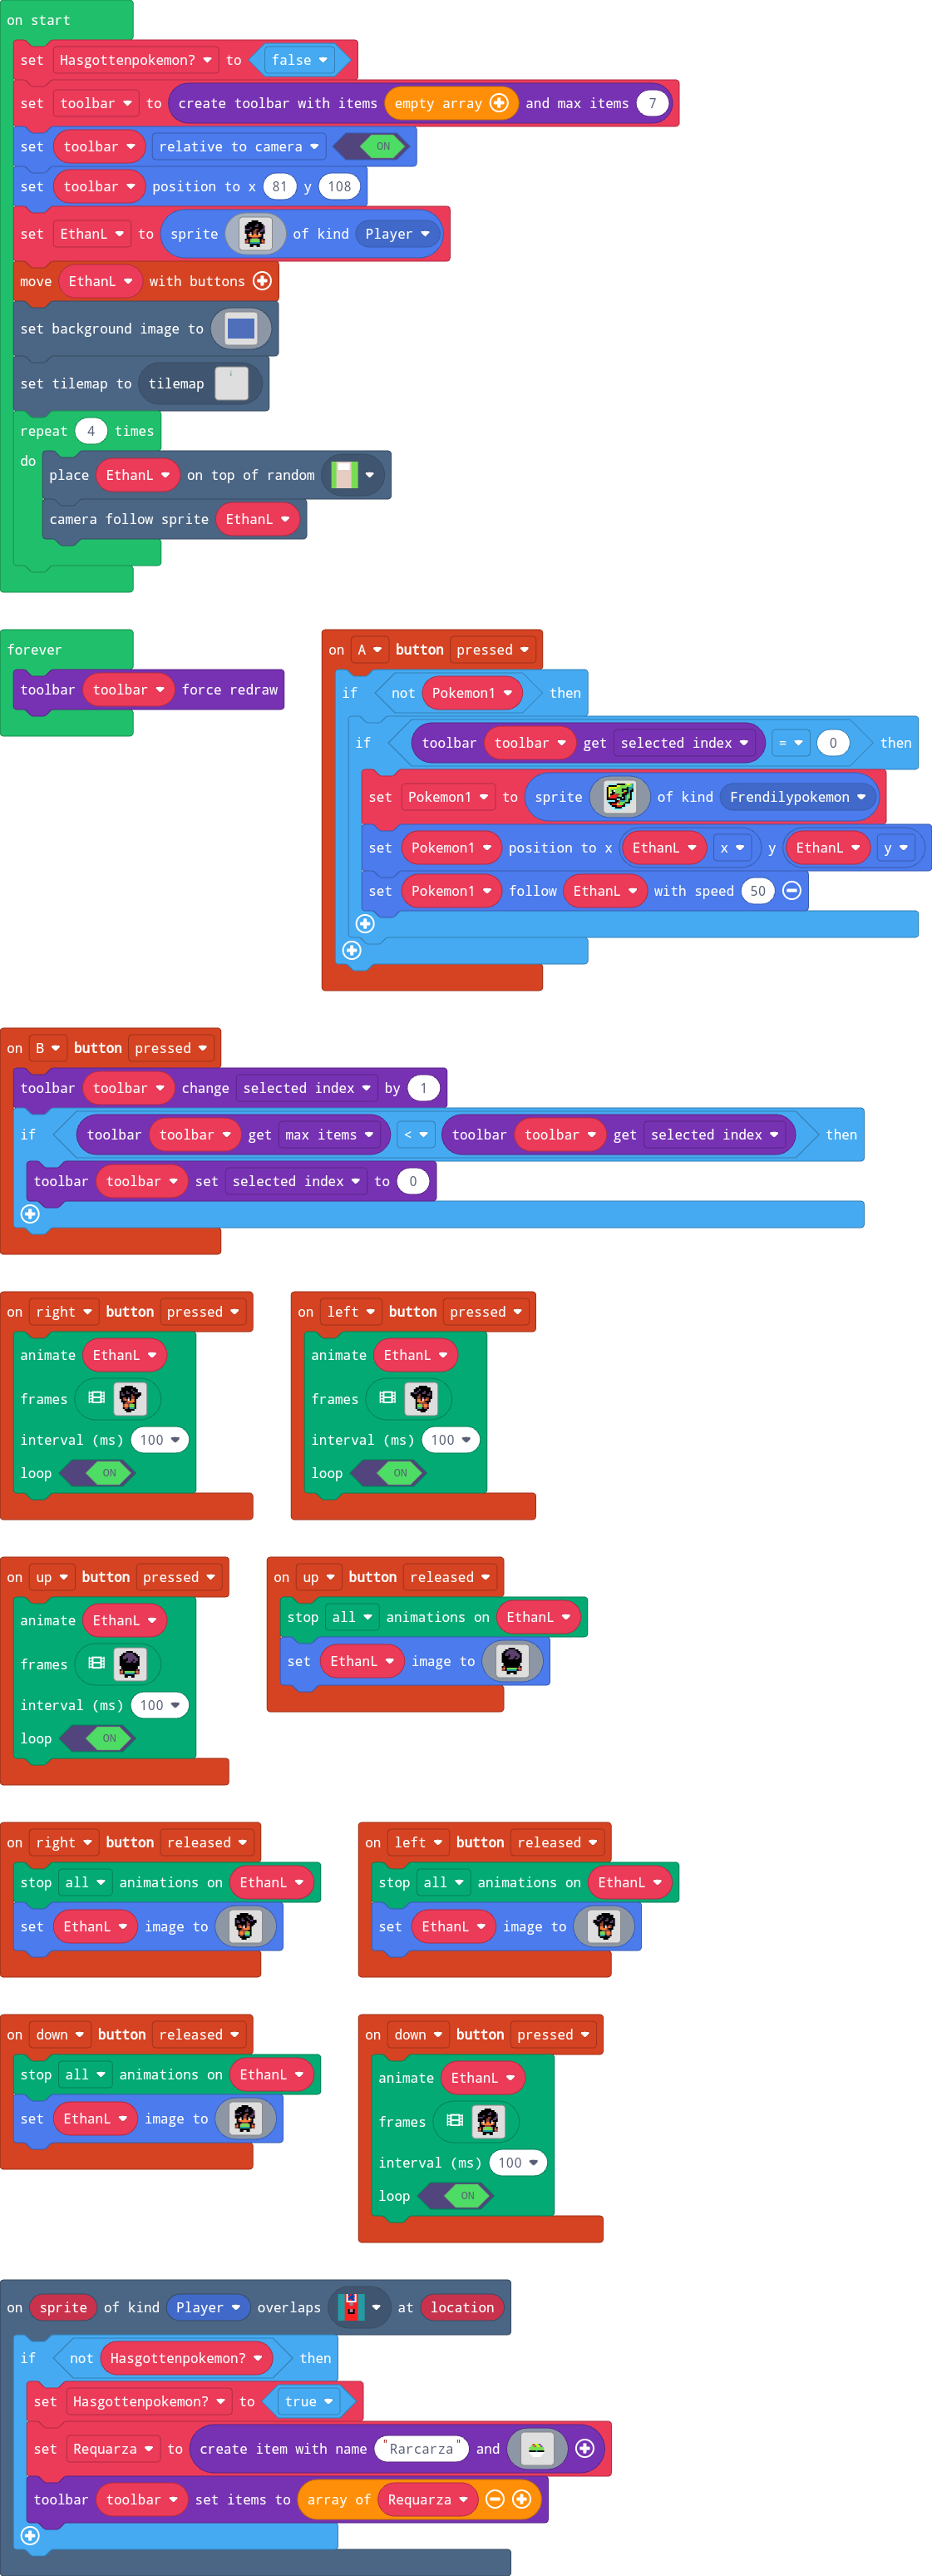 on start
set Hasgottenpokemon? to false
set toolbar to create toolbar with items empty array and max items 7
set toolbar relative to camera ON
set toolbar position to x 81 y 108
set EthanL to sprite of kind Player
move EthanL with buttons
set background image to
set tilemap to tilemap
repeat 4 times
do
place EthanL on top of random
camera follow sprite EthanL
forever
toolbar toolbar force redraw
on A button pressed
if not Pokemon1 then
if toolbar toolbar get selected index = 0 then
set Pokemon1 to sprite of kind Frendilypokemon
set Pokemon1 position to x EthanL x y EthanL y
set Pokemon1 follow EthanL with speed 50
on B button pressed
toolbar toolbar change selected index by 1
if toolbar toolbar get max items < toolbar toolbar get selected index then
toolbar toolbar set selected index to 0
on right button pressed
animate EthanL
frames
interval (ms) 100
loop ON
on left button pressed
animate EthanL
frames
interval (ms) 100
loop ON
on up button pressed
animate EthanL
frames
interval (ms) 100
loop ON
on up button released
stop all animations on EthanL
set EthanL image to
on right button released
stop all animations on EthanL
set EthanL image to
on left button released
stop all animations on EthanL
set EthanL image to
on down button released
stop all animations on EthanL
set EthanL image to
on down button pressed
animate EthanL
frames
interval (ms) 100
loop ON
on sprite of kind Player overlaps at location
if not Hasgottenpokemon? then
set Hasgottenpokemon? to true
set Requarza to create item with name "Rarcarza" and
toolbar toolbar set items to array of Requarza